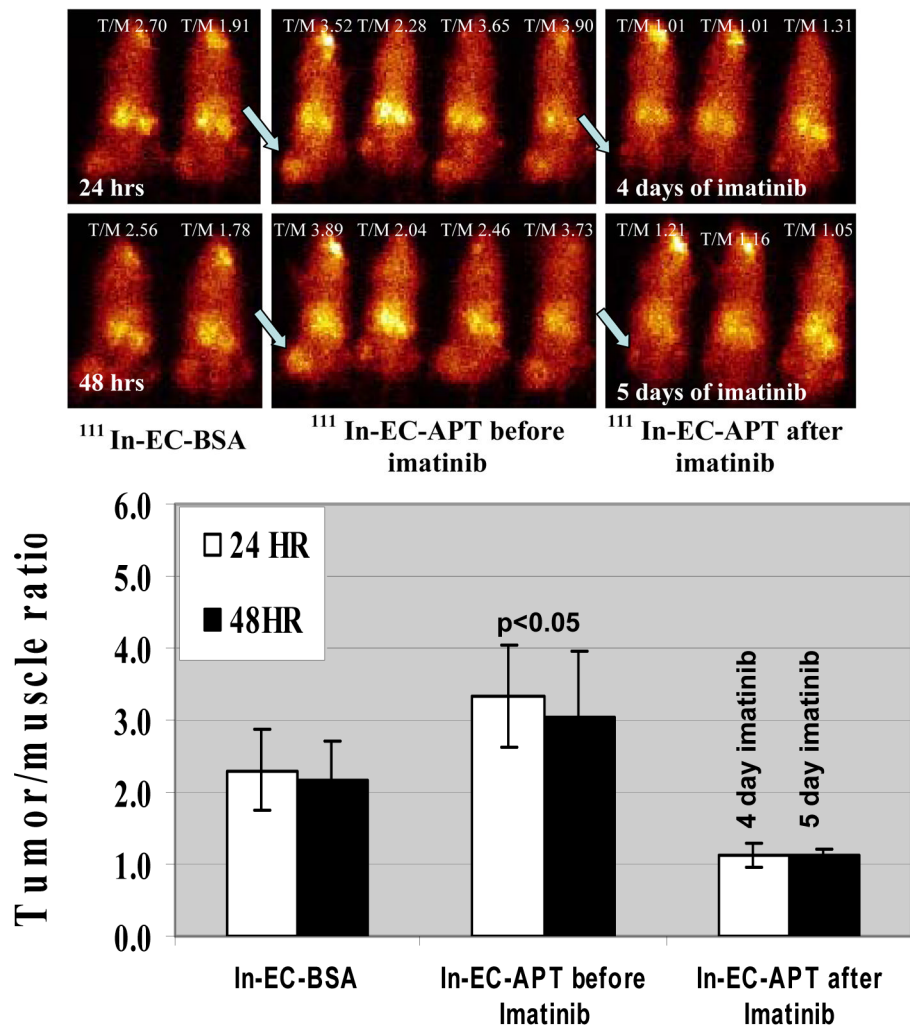 T/M 2.70 T/M 1.91 T/M 3.52 T/M 2.28 T/M 3.65 T/M 3.90 T/M 1.01 T/M 1.01 T/M 1.31
24 hrs 4 days of imatinib
T/M 2.56 T/M 1.78 T/M 3.89 T/M 2.04 T/M 2.46 T/M 3.73 T/M 1.21 T/M 1.16 T/M 1.05
48 hrs 5 days of imatinib
¹¹¹ In-EC-BSA
¹¹¹ In-EC-APT before
imatinib
¹¹¹ In-EC-APT after
imatinib
Tumor/muscle ratio
6.0
5.0
4.0
3.0
2.0
1.0
0.0
24 HR
48HR
p<0.05
4 day imatinib
5 day imatinib
In-EC-BSA
In-EC-APT before
Imatinib
In-EC-APT after
Imatinib